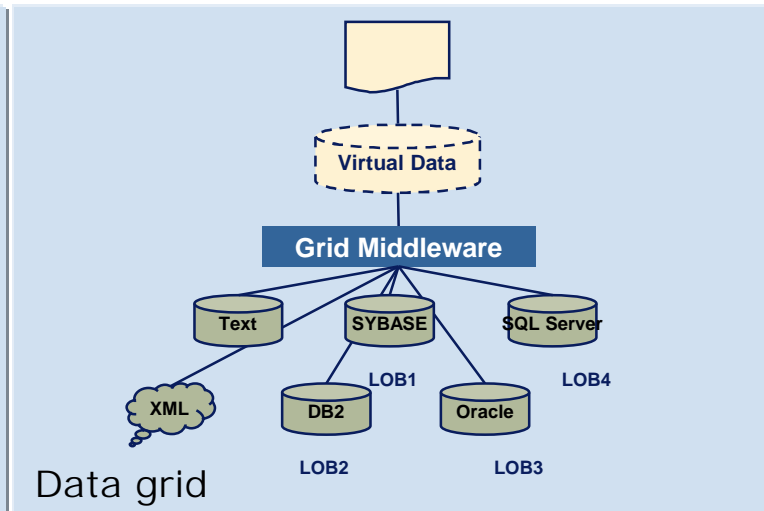 Virtual Data
Grid Middleware
Text
SYBASE
SQL Server
LOB1
LOB4
XML
DB2
Oracle
LOB2
LOB3
Data grid